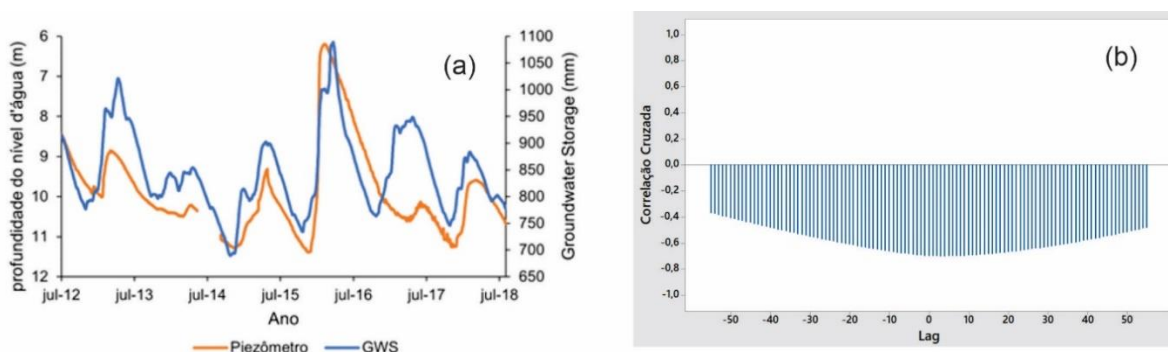 (a)
profundidade do nível d'água (m)
6
7
8
9
10
11
12
1100
1050
1000
950
900
850
800
750
700
650
Groundwater Storage (mm)
jul-12 jul-13 jul-14 jul-15 jul-16 jul-17 jul-18
Ano
Piezômetro GWS
(b)
Correlação Cruzada
1,0
0,8
0,6
0,4
0,2
0,0
-0,2
-0,4
-0,6
-0,8
-1,0
-50 -40 -30 -20 -10 0 10 20 30 40 50
Lag